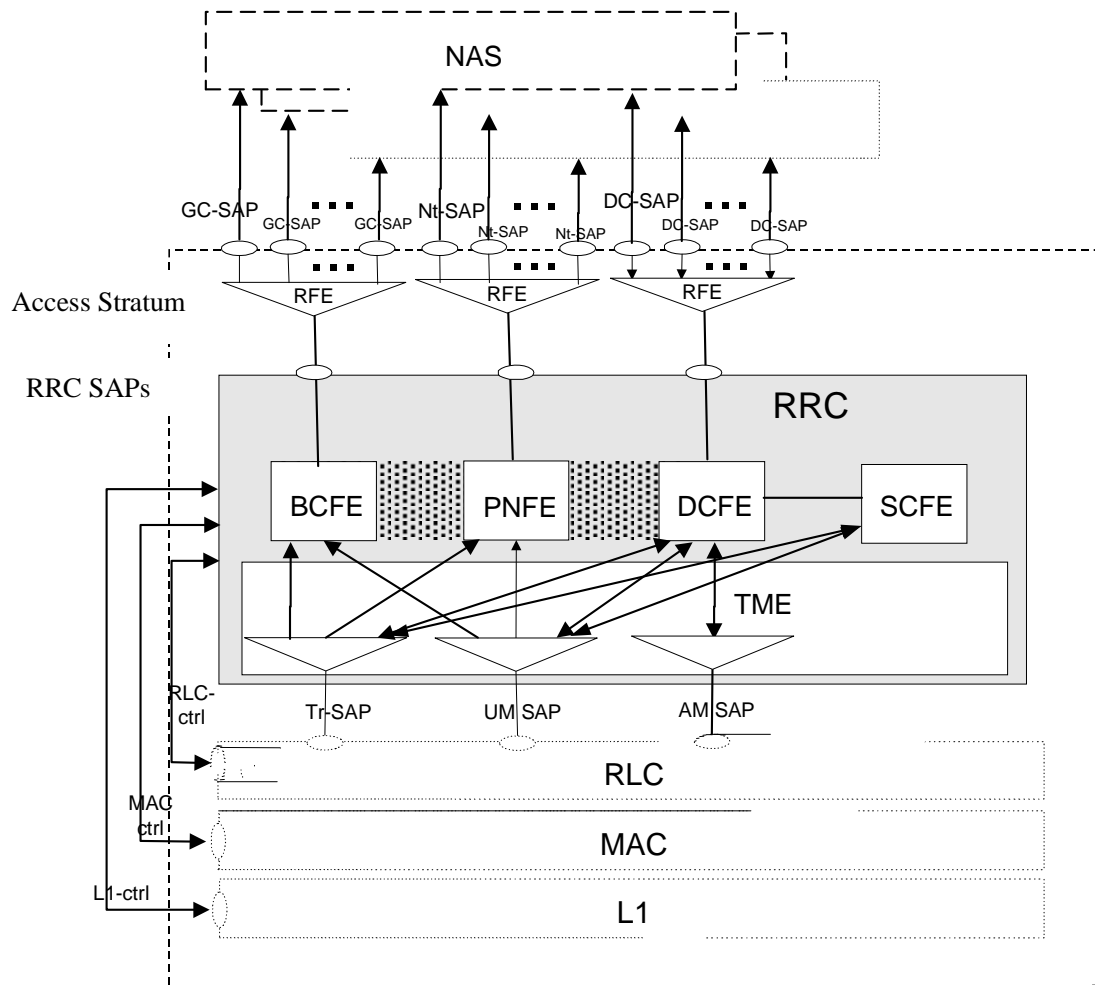 NAS
GC-SAP
GC-SAP
GC-SAP
Nt-SAP
Nt-SAP
Nt-SAP
DC-SAP
DC-SAP
DC-SAP
RFE
RFE
RFE
Access Stratum
RRC SAPs
RRC
BCFE
PNFE
DCFE
SCFE
TME
RLC-
ctrl
Tr-SAP
UM SAP
AM SAP
RLC
MAC
ctrl
MAC
L1-ctrl
L1